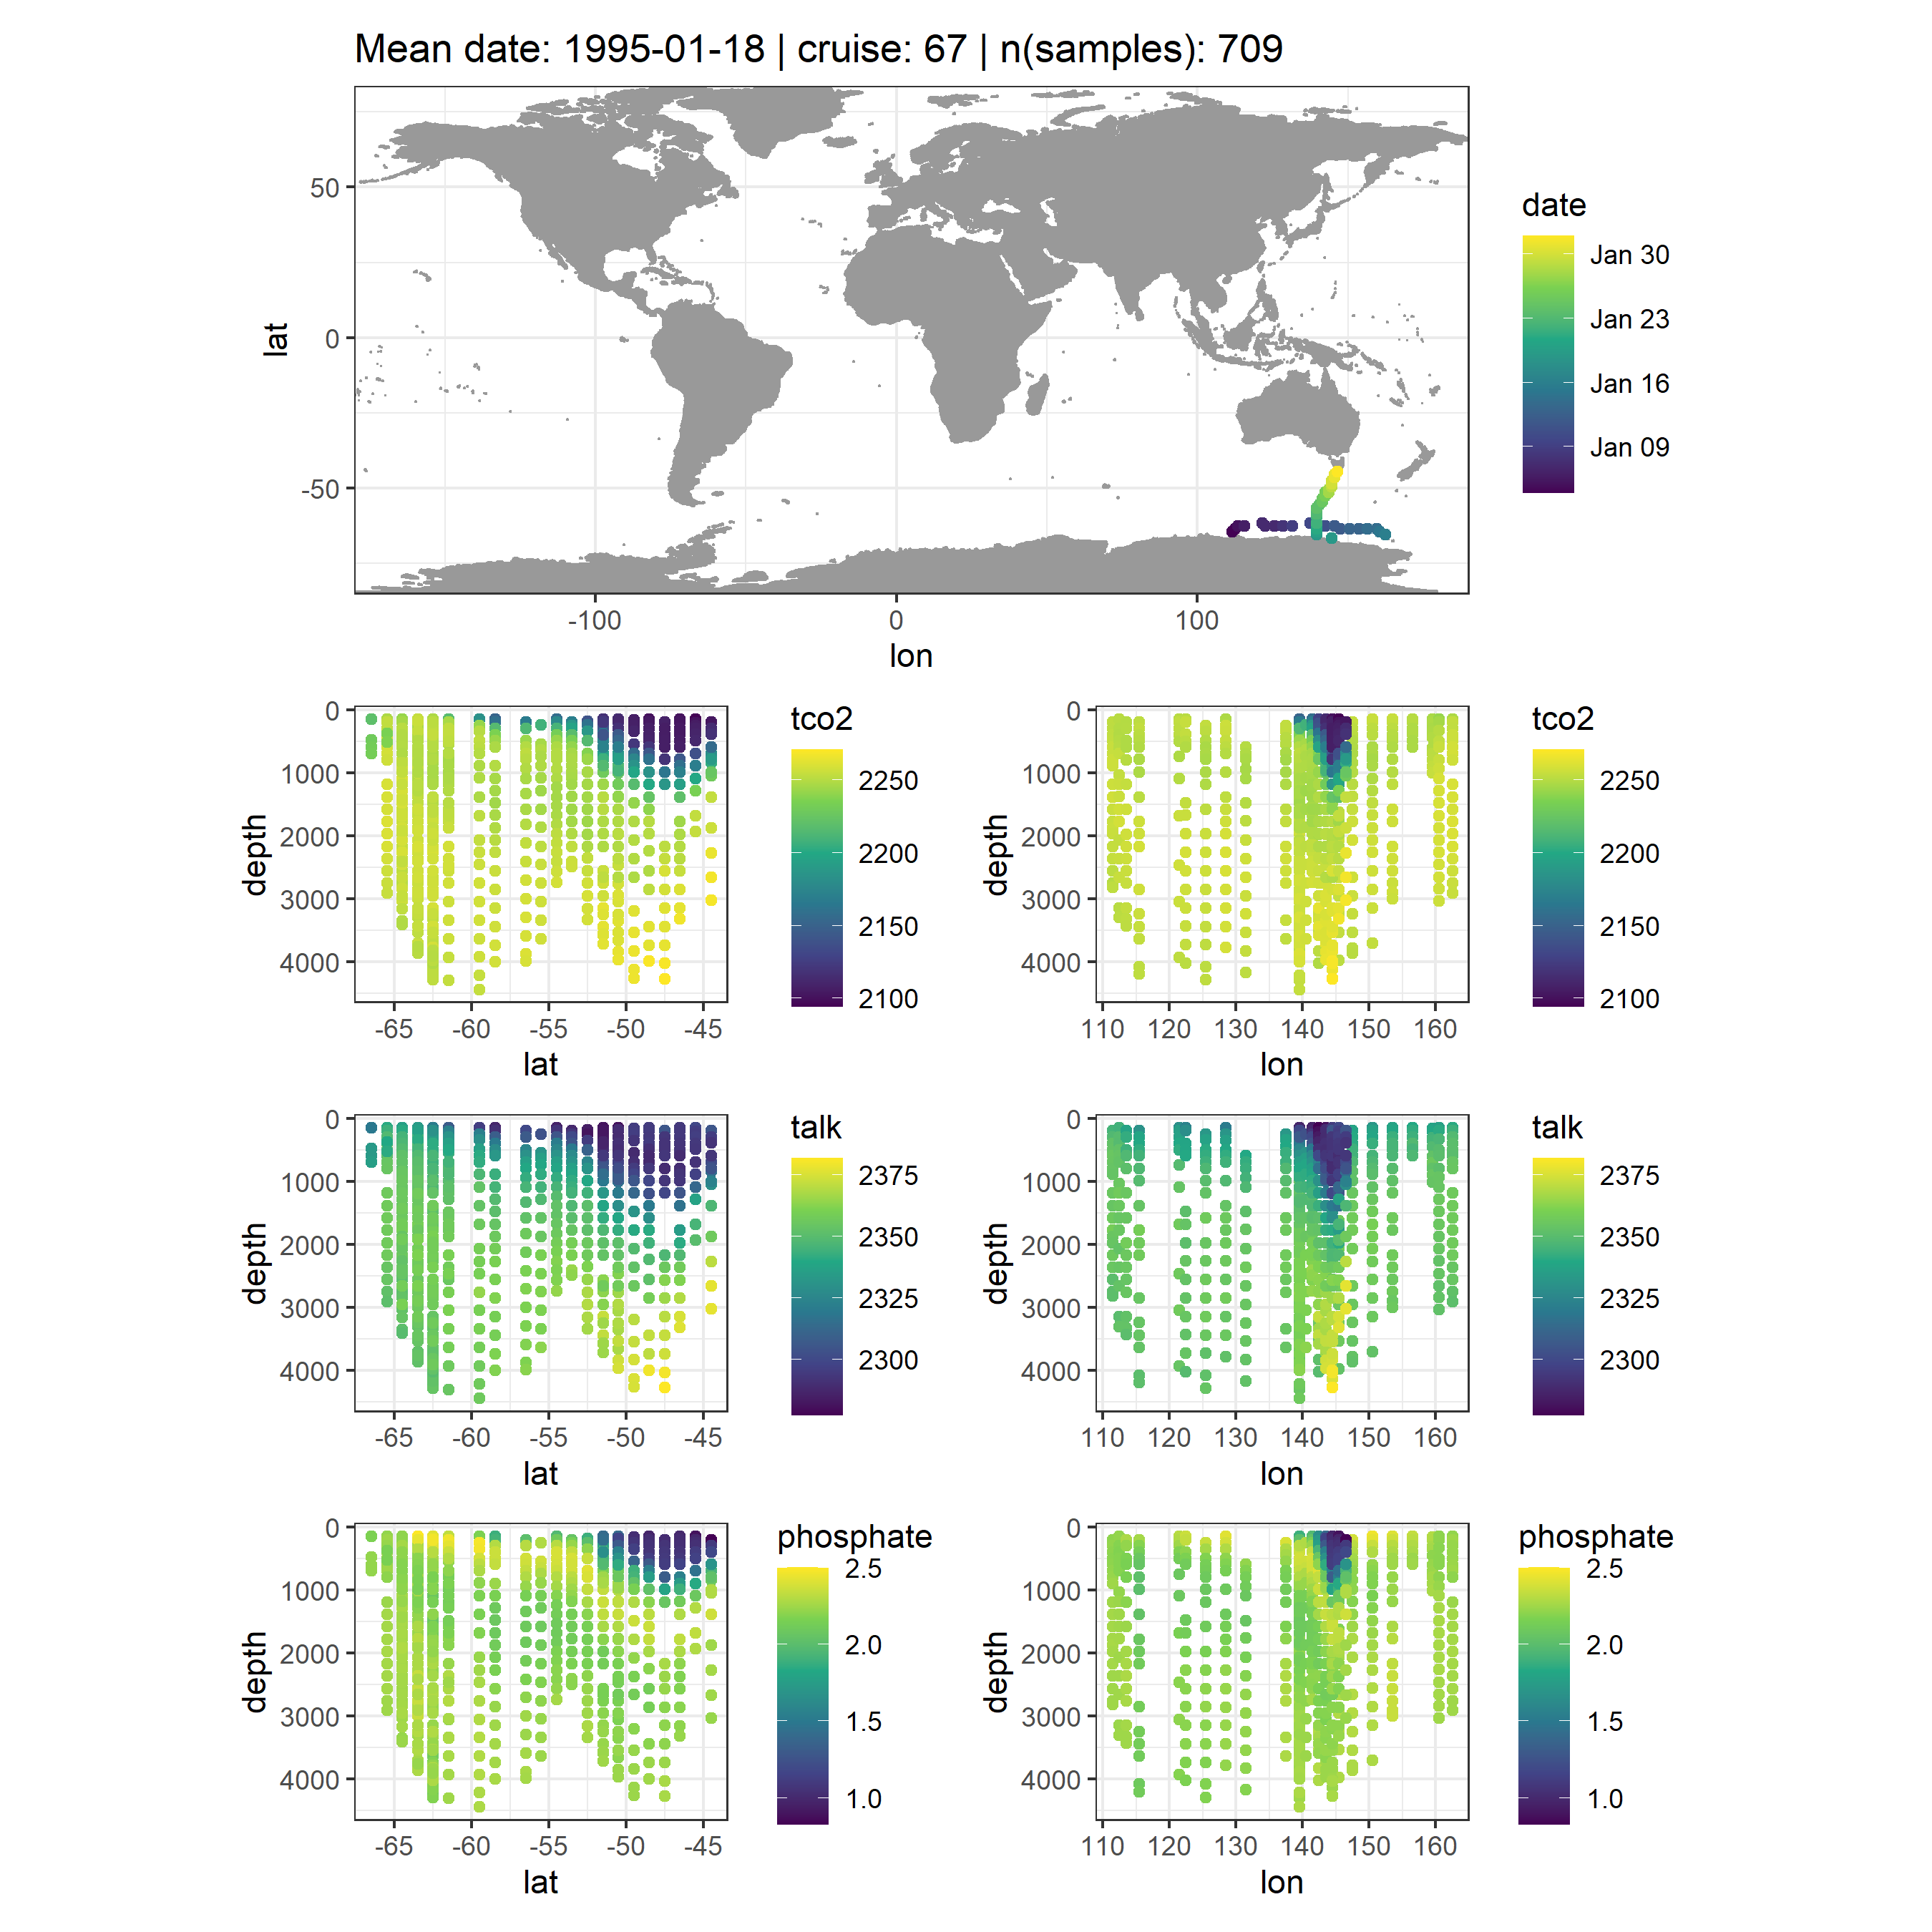 Mean date: 1995-01-18 | cruise: 67 | n(samples): 709
50
0
-50
lat
-100 0 100
lon
date
Jan 30
Jan 23
Jan 16
Jan 09
0
1000
2000
3000
4000
depth
-65 -60 -55 -50 -45
lat
tco2
2250
2200
2150
2100
0
1000
2000
3000
4000
depth
110 120 130 140 150 160
lon
tco2
2250
2200
2150
2100
0
1000
2000
3000
4000
depth
-65 -60 -55 -50 -45
lat
talk
2375
2350
2325
2300
0
1000
2000
3000
4000
depth
110 120 130 140 150 160
lon
talk
2375
2350
2325
2300
0
1000
2000
3000
4000
depth
-65 -60 -55 -50 -45
lat
phosphate
2.5
2.0
1.5
1.0
0
1000
2000
3000
4000
depth
110 120 130 140 150 160
lon
phosphate
2.5
2.0
1.5
1.0